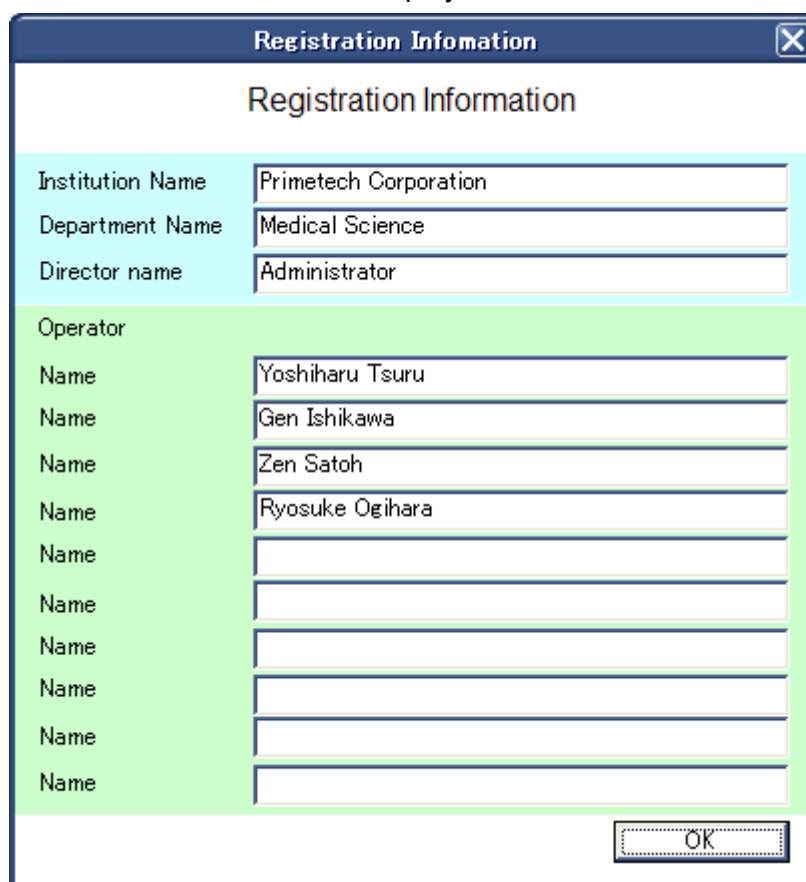 Registration Infomation
Registration Information
Institution Name Primetech Corporation
Department Name Medical Science
Director name Administrator
Operator
Name Yoshiharu Tsuru
Name Gen Ishikawa
Name Zen Satoh
Name Ryosuke Ogihara
Name
Name
Name
Name
Name
Name
OK